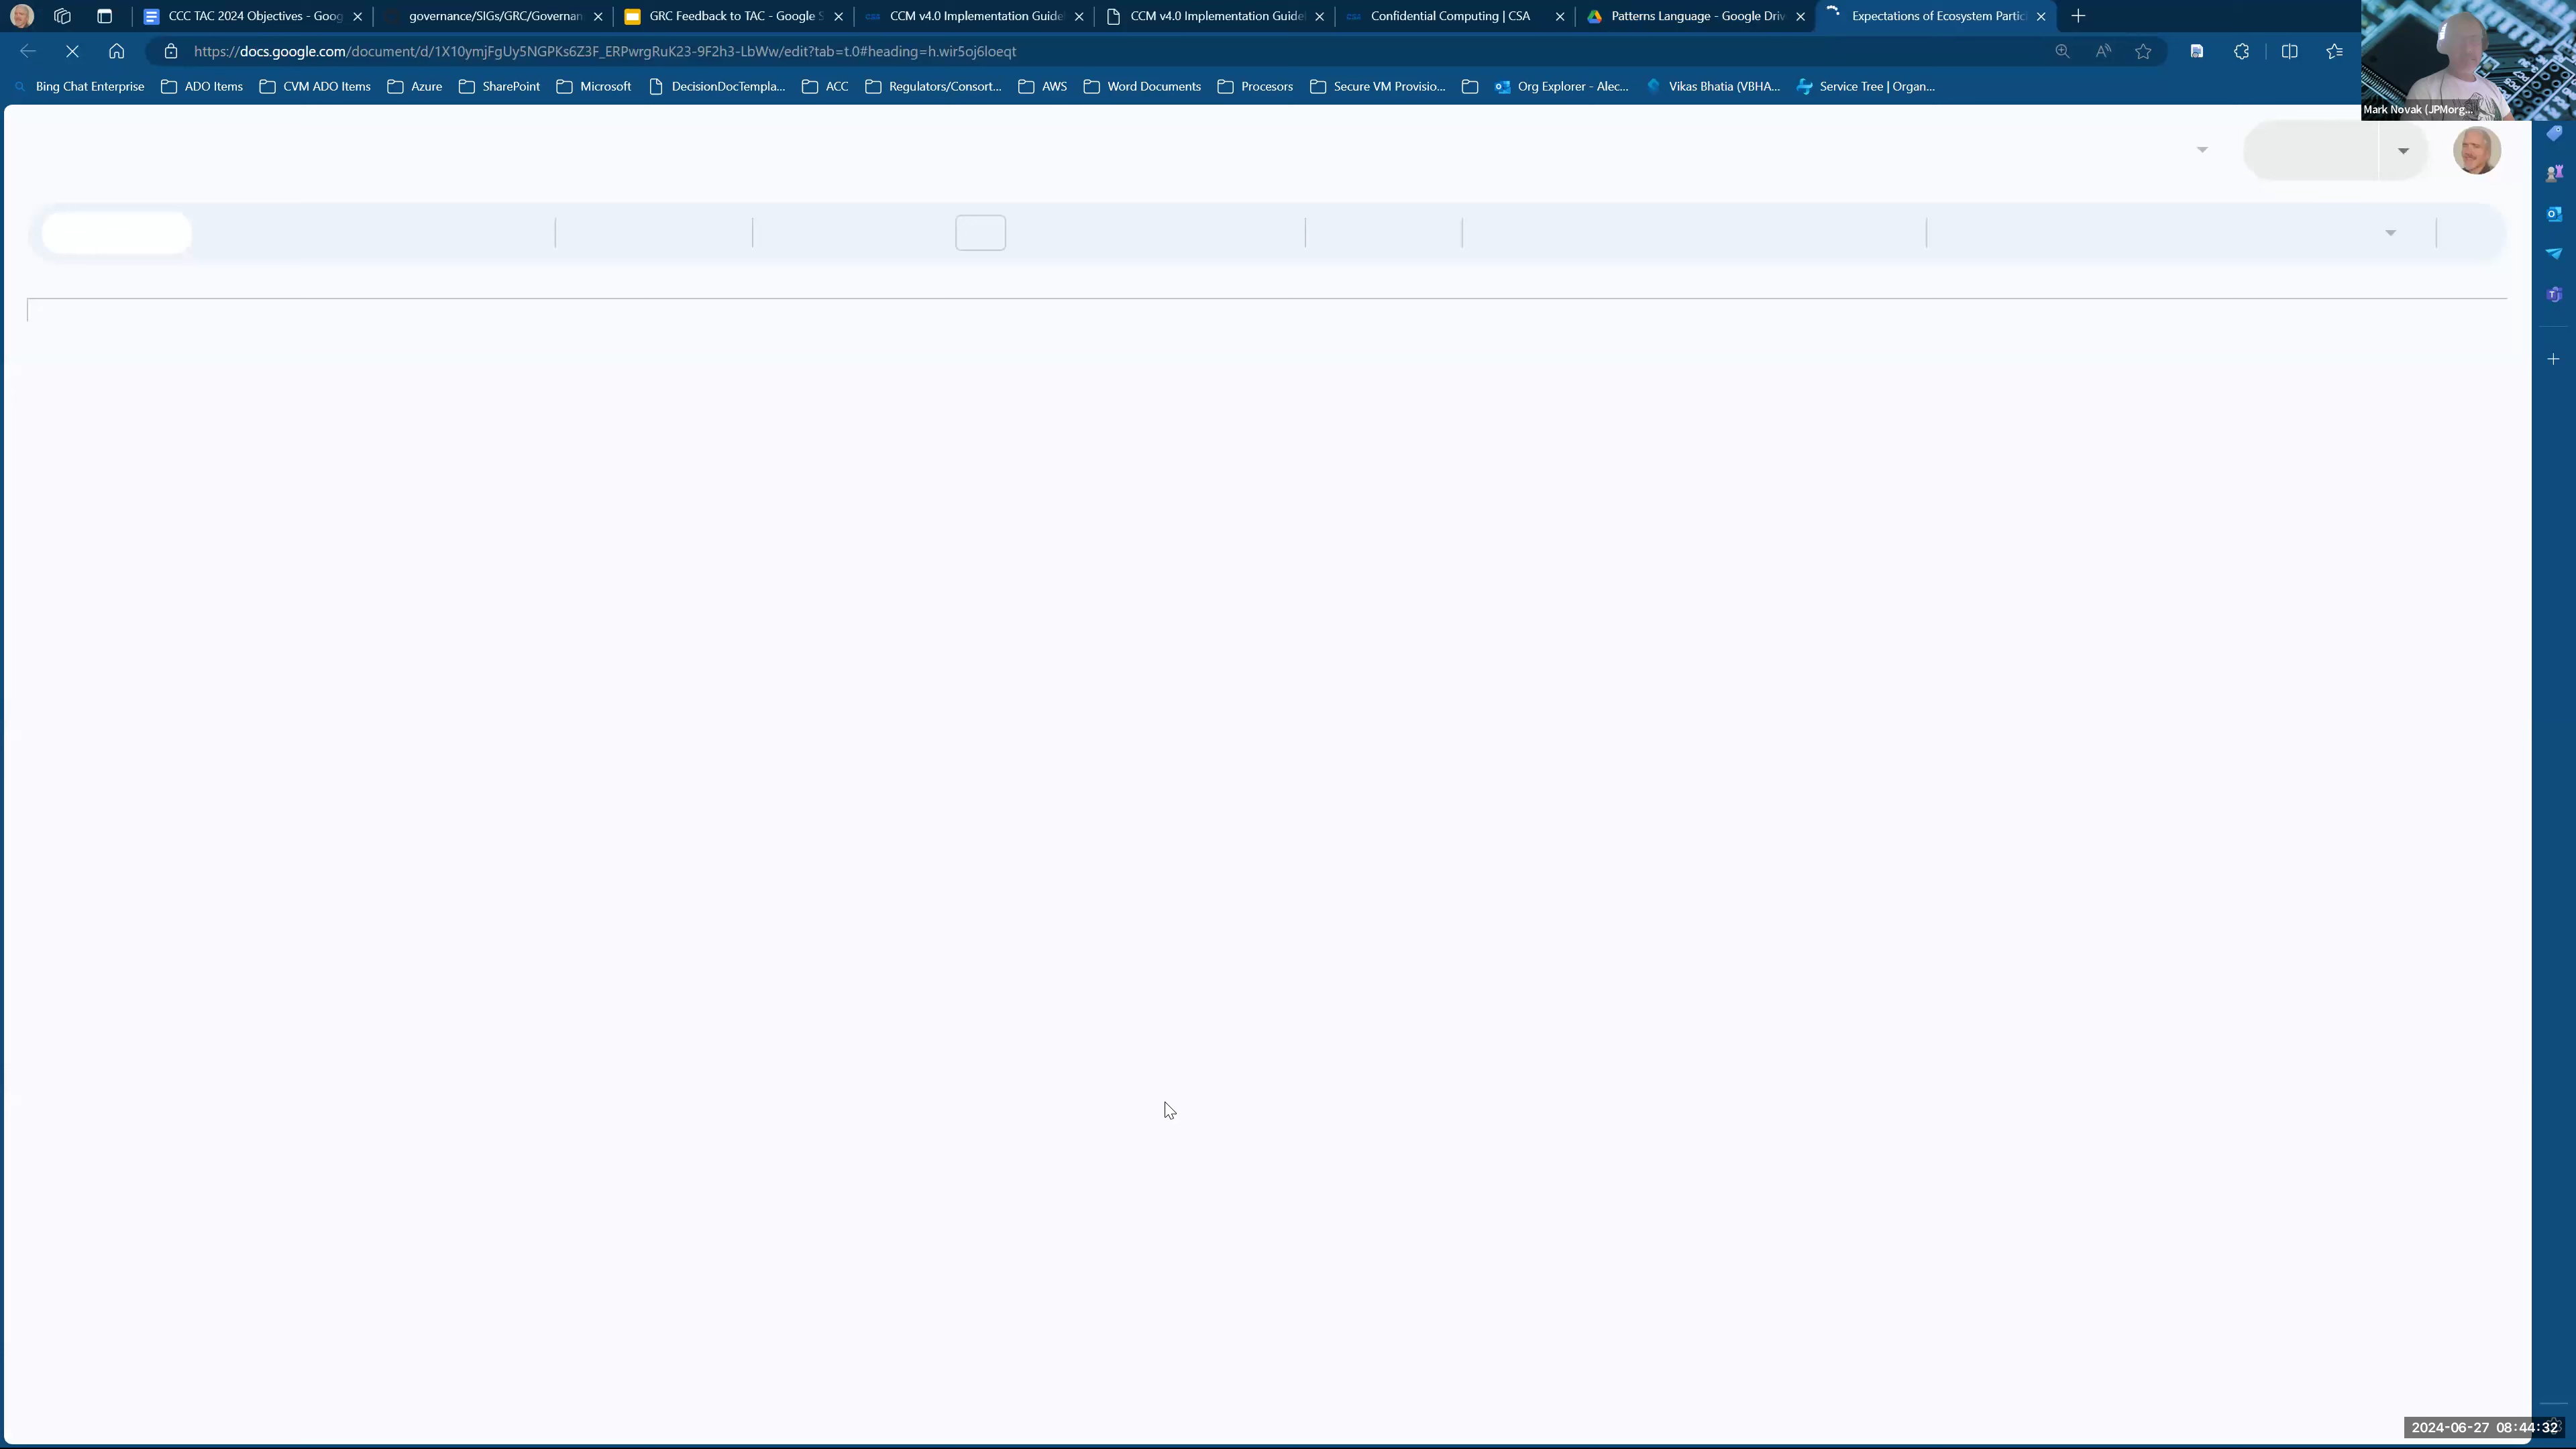 CCC TAC 2024 Objectives - Goog
governance/SIGs/GRC/Governan
GRC Feedback to TAC - Google S
CCM v4.0 Implementation Guide
CCM v4.0 Implementation Guide
Confidential Computing | CSA
Patterns Language - Google Driv
Expectations of Ecosystem Partic
https://docs.google.com/document/d/1X10ymjFgUy5NGPKs6Z3F_ERPwrgRuK23-9F2h3-LbWw/edit?tab=t.0#heading=h.wir5oj6loeqt
Bing Chat Enterprise
ADO Items
CVM ADO Items
Azure
SharePoint
Microsoft
DecisionDocTempla...
ACC
Regulators/Consort...
AWS
Word Documents
Procesors
Secure VM Provisio...
Org Explorer - Alec...
Vikas Bhatia (VBHA...
Service Tree | Organ...
Mark Novak (JPMorg...
2024-06-27 08:44:32